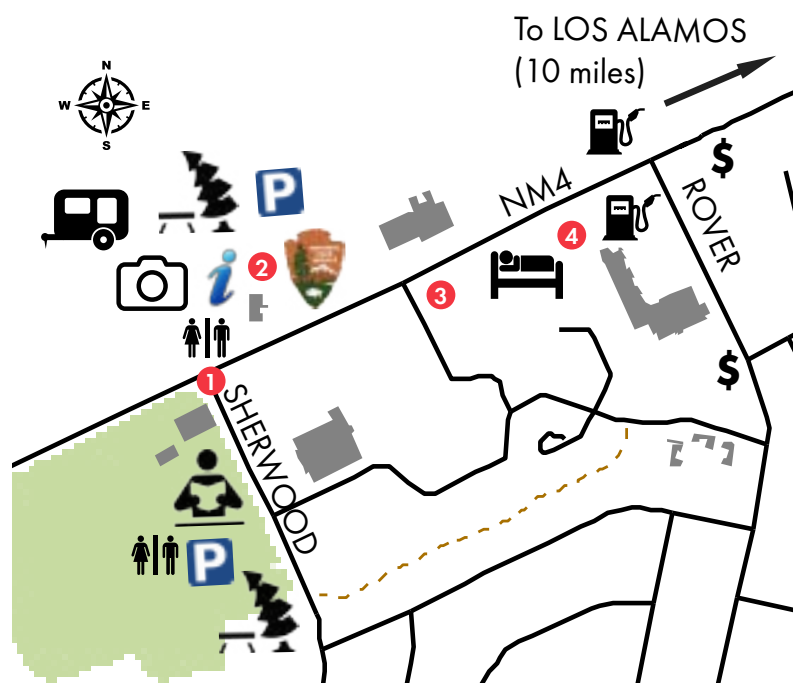 To LOS ALAMOS
(10 miles)
N
W
E
S
P
$
NM4
ROVER
4
2
i
3
1
$
SHERWOOD
P